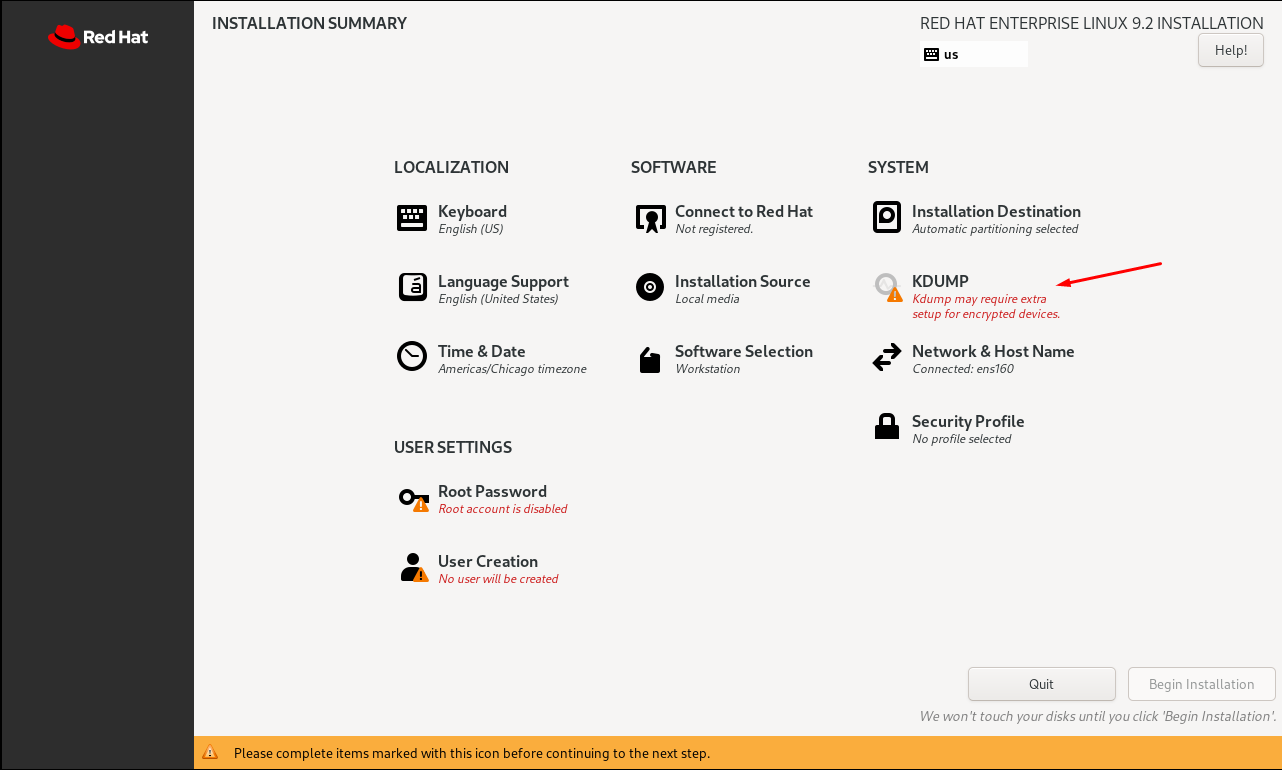 Red Hat
INSTALLATION SUMMARY
RED HAT ENTERPRISE LINUX 9.2 INSTALLATION
us
Help!
LOCALIZATION
Keyboard
English (US)
Language Support
English (United States)
Time & Date
Americas/Chicago timezone
SOFTWARE
Connect to Red Hat
Not registered.
Installation Source
Local media
Software Selection
Workstation
SYSTEM
Installation Destination
Automatic partitioning selected
KDUMP
Kdump may require extra
setup for encrypted devices.
Network & Host Name
Connected: ens160
Security Profile
No profile selected
USER SETTINGS
Root Password
Root account is disabled
User Creation
No user will be created
Quit
Begin Installation
We won't touch your disks until you click 'Begin Installation'.
Please complete items marked with this icon before continuing to the next step.